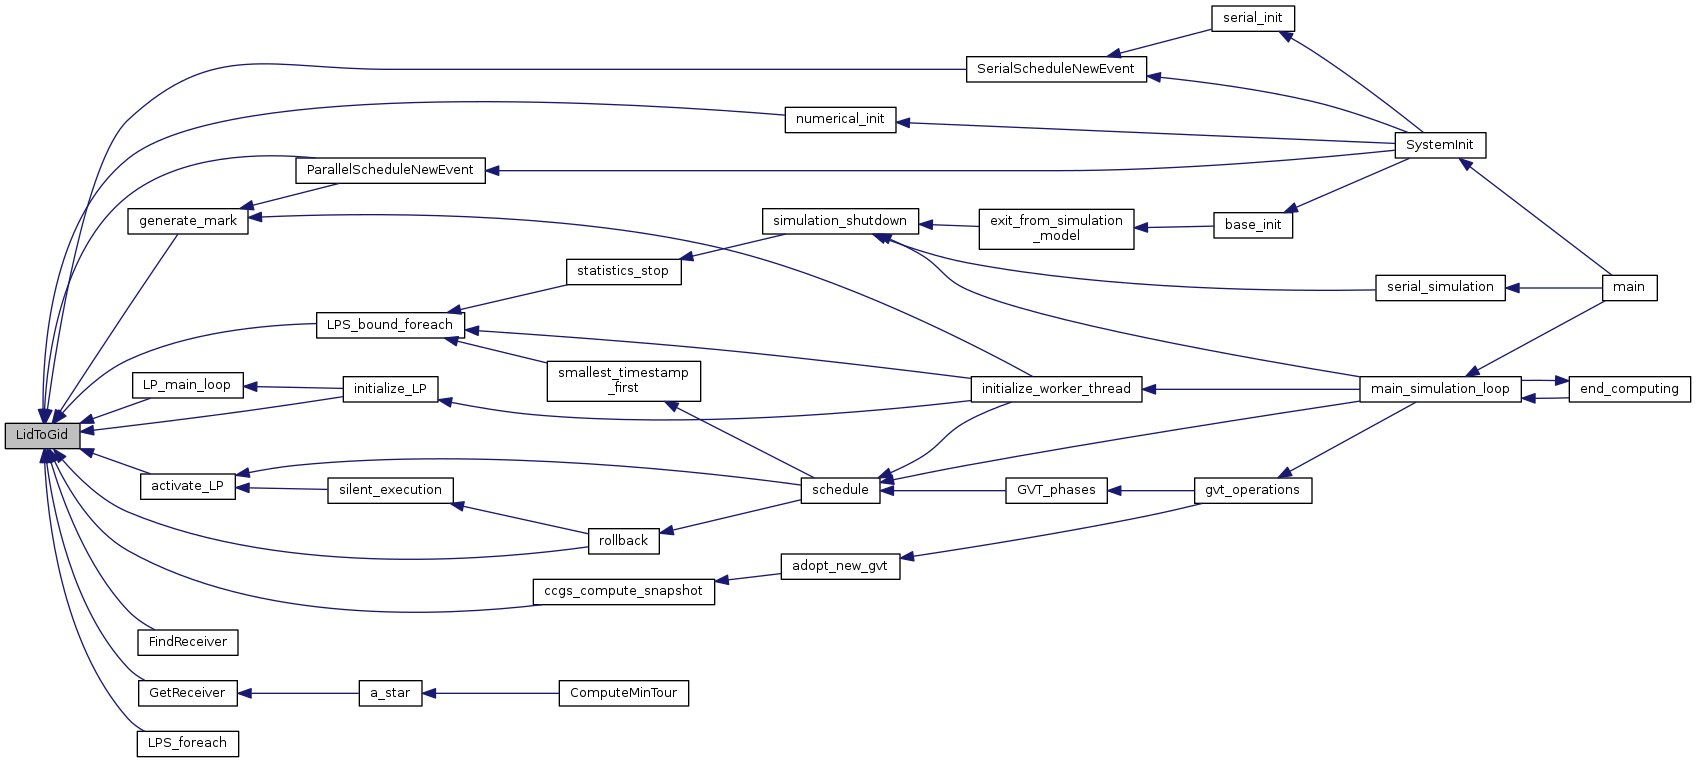 serial_init
SerialScheduleNewEvent
numerical_init
SystemInit
ParallelScheduleNewEvent
generate_mark
simulation_shutdown
exit_from_simulation
_model
base_init
statistics_stop
serial_simulation
main
LPS_bound_foreach
smallest_timestamp
_first
LP_main_loop
initialize_LP
initialize_worker_thread
main_simulation_loop
end_computing
LidToGid
activate_LP
silent_execution
schedule
GVT_phases
gvt_operations
rollback
adopt_new_gvt
ccgs_compute_snapshot
FindReceiver
GetReceiver
a_star
ComputeMinTour
LPS_foreach